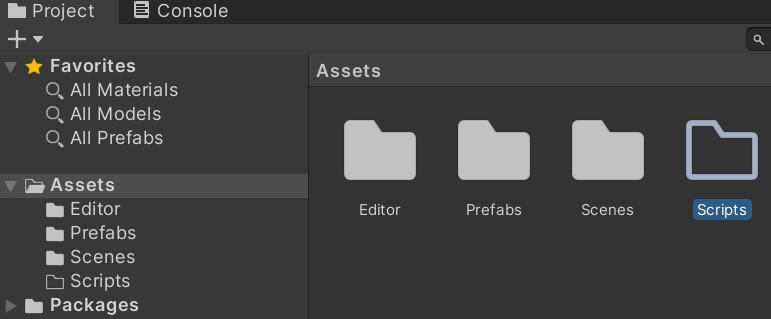 Project
Console
Favorites
All Materials
All Models
All Prefabs
Assets
Editor
Prefabs
Scenes
Scripts
Packages
Assets
Editor
Prefabs
Scenes
Scripts